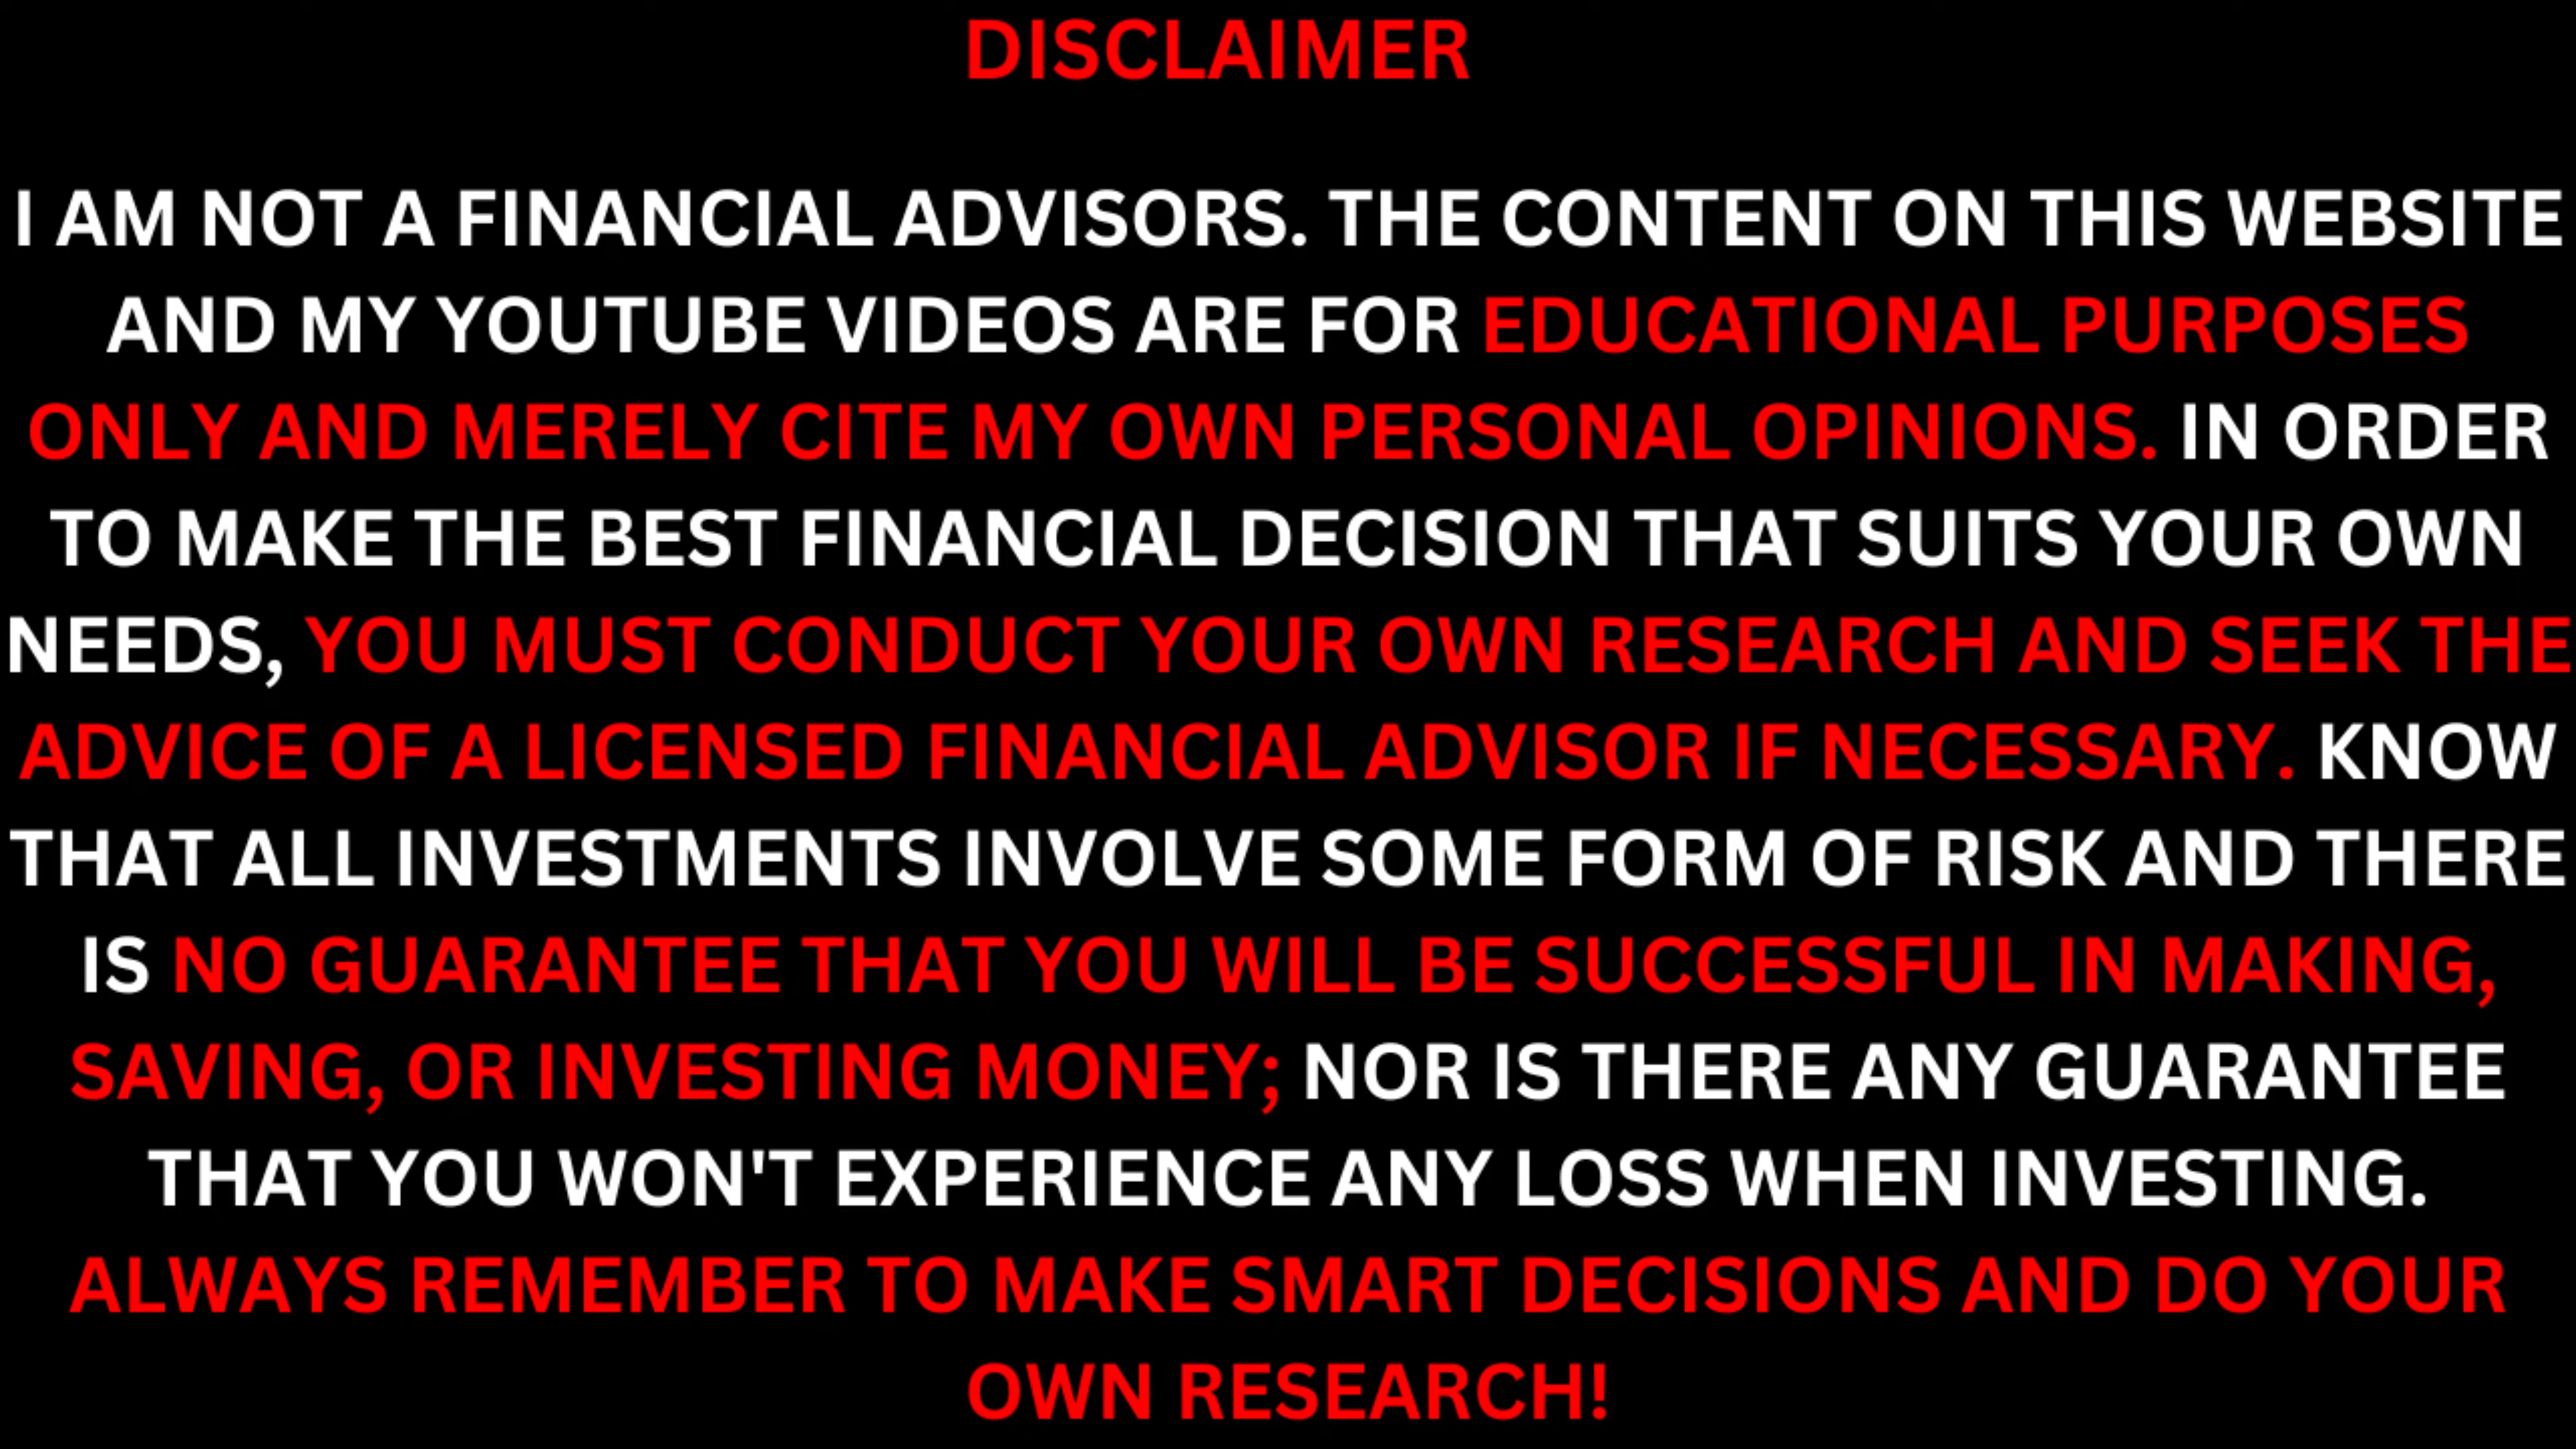 DISCLAIMER
I AM NOT A FINANCIAL ADVISORS. THE CONTENT ON THIS WEBSITE
AND MY YOUTUBE VIDEOS ARE FOR EDUCATIONAL PURPOSES
ONLY AND MERELY CITE MY OWN PERSONAL OPINIONS. IN ORDER
TO MAKE THE BEST FINANCIAL DECISION THAT SUITS YOUR OWN
NEEDS, YOU MUST CONDUCT YOUR OWN RESEARCH AND SEEK THE
ADVICE OF A LICENSED FINANCIAL ADVISOR IF NECESSARY. KNOW
THAT ALL INVESTMENTS INVOLVE SOME FORM OF RISK AND THERE
IS NO GUARANTEE THAT YOU WILL BE SUCCESSFUL IN MAKING,
SAVING, OR INVESTING MONEY; NOR IS THERE ANY GUARANTEE
THAT YOU WON'T EXPERIENCE ANY LOSS WHEN INVESTING.
ALWAYS REMEMBER TO MAKE SMART DECISIONS AND DO YOUR
OWN RESEARCH!